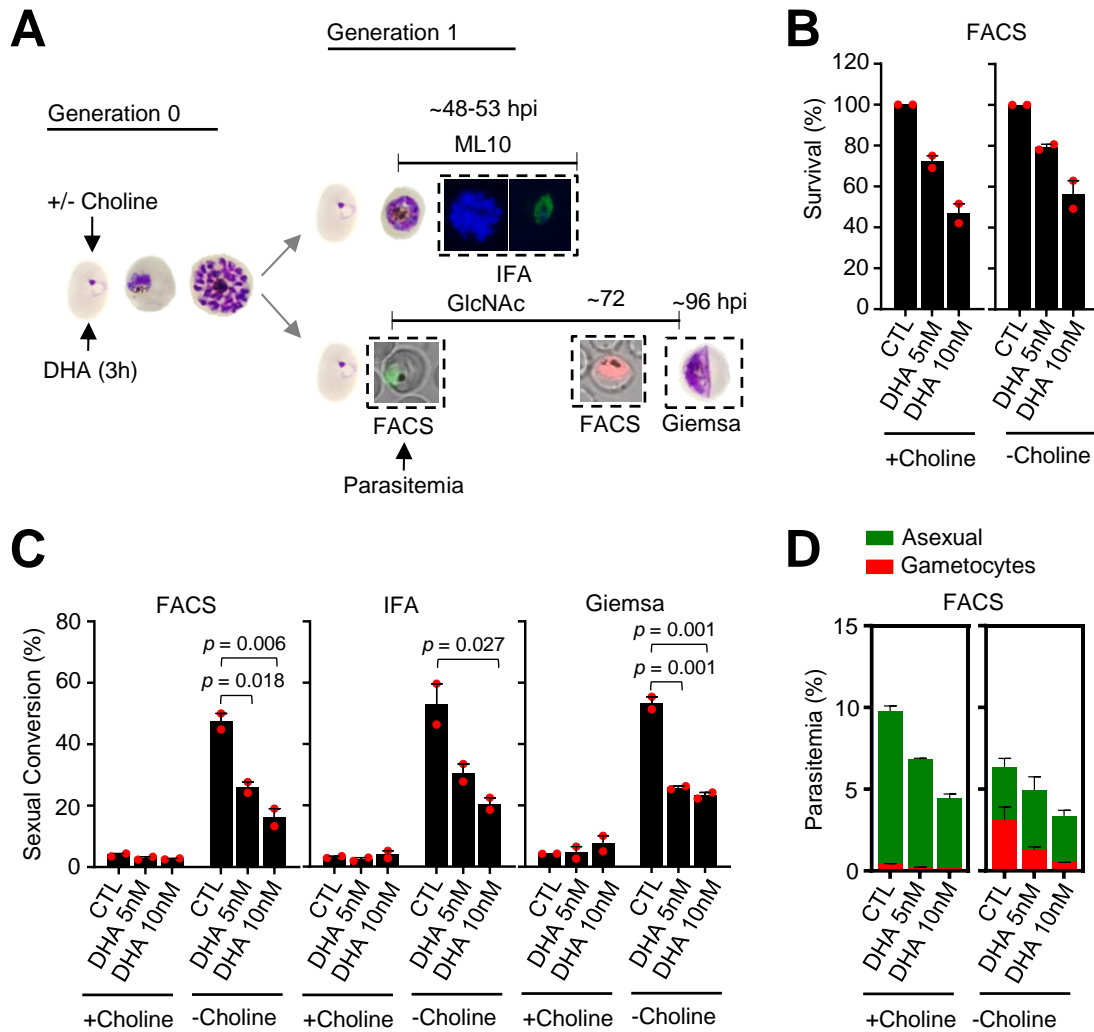 A
Generation 1
Generation 0
~48-53 hpi
ML10
+/- Choline
IFA
GlcNAc
~72
~96 hpi
DHA (3h)
FACS
FACS
Giemsa
Parasitemia
B
FACS
Survival (%)
120
100
80
60
40
20
0
CTL
DHA 5nM
DHA 10nM
CTL
DHA 5nM
DHA 10nM
+Choline
-Choline
C
FACS
IFA
Giemsa
Sexual Conversion (%)
80
60
40
20
0
p = 0.006
p = 0.018
p = 0.027
p = 0.001
p = 0.001
CTL
DHA 5nM
DHA 10nM
CTL
DHA 5nM
DHA 10nM
CTL
DHA 5nM
DHA 10nM
CTL
DHA 5nM
DHA 10nM
CTL
DHA 5nM
DHA 10nM
CTL
DHA 5nM
DHA 10nM
+Choline
-Choline
+Choline
-Choline
+Choline
-Choline
D
Asexual
Gametocytes
FACS
Parasitemia (%)
15
10
5
0
CTL
DHA 5nM
DHA 10nM
CTL
DHA 5nM
DHA 10nM
+Choline
-Choline